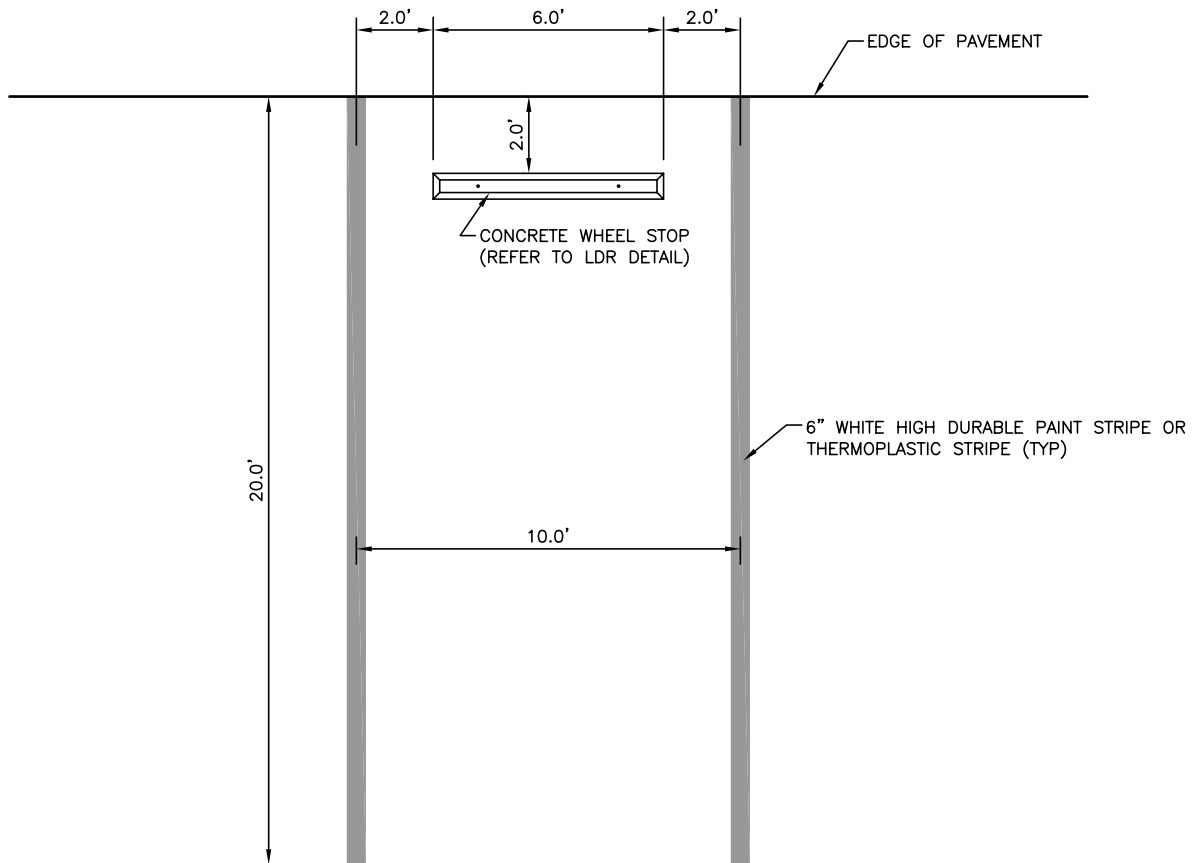 2.0'
6.0'
2.0'
EDGE OF PAVEMENT
2.0'
CONCRETE WHEEL STOP
(REFER TO LDR DETAIL)
6" WHITE HIGH DURABLE PAINT STRIPE OR
THERMOPLASTIC STRIPE (TYP)
20.0'
10.0'